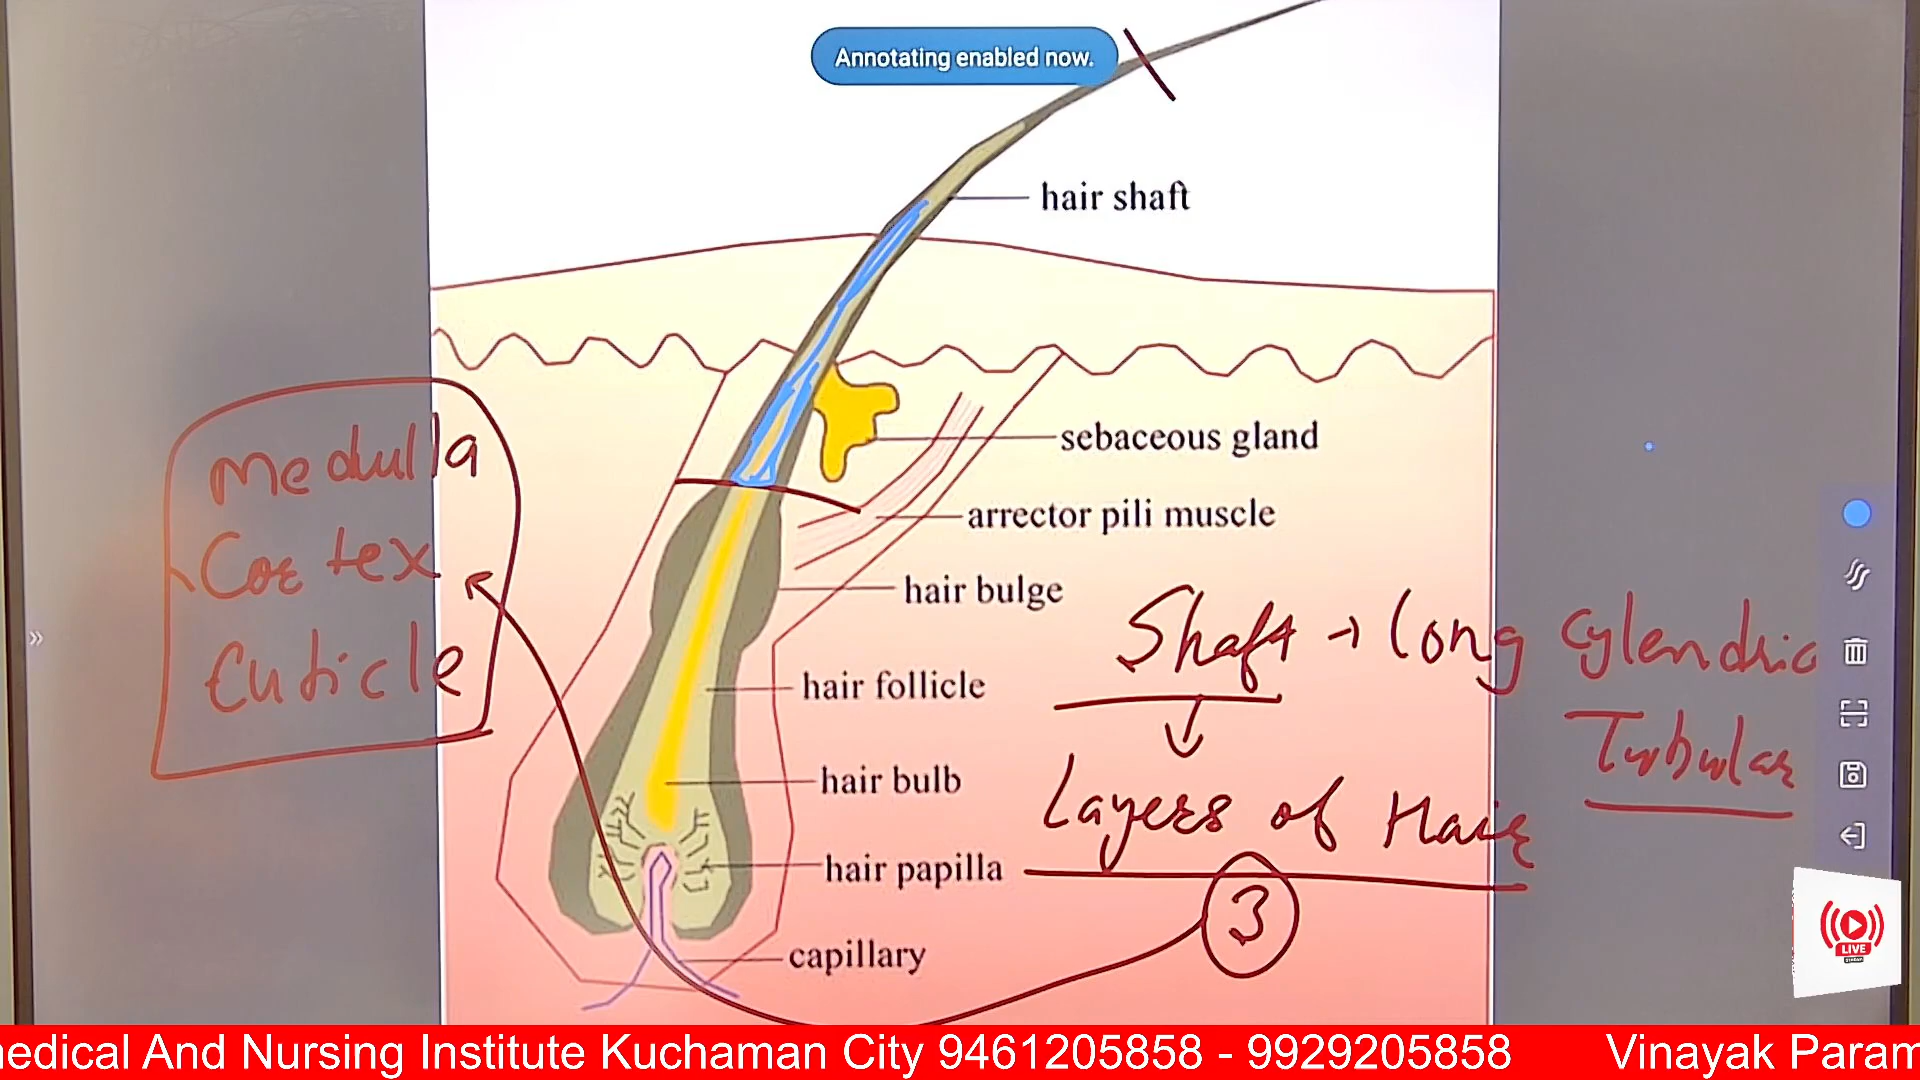 Annotating enabled now.
hair shaft
sebaceous gland
arrector pili muscle
hair bulge
hair follicle
hair bulb
hair papilla
capillary
Medulla
Cortex
Cuticle
Shaft → Long Cylendric
Tubular
Layers of Hair
3
LIVE
edical And Nursing Institute Kuchaman City 9461205858 - 9929205858 Vinayak Param